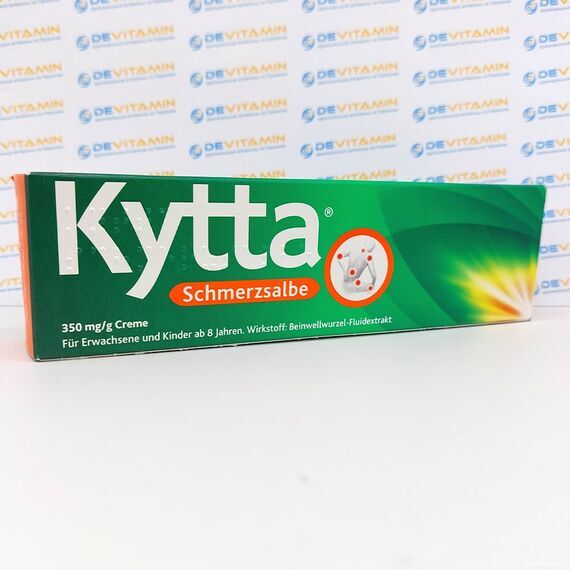 DEVITAMIN
Kytta®
Schmerzsalbe
350 mg/g Creme
Für Erwachsene und Kinder ab 8 Jahren. Wirkstoff: Beinwellwurzel-Fluidextrakt